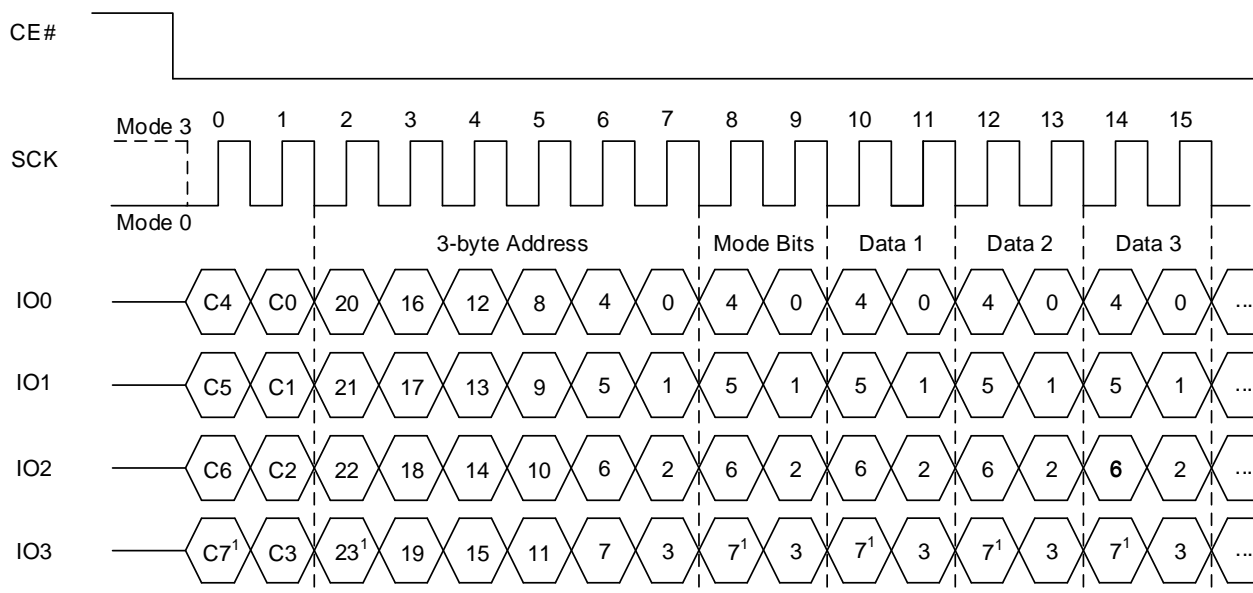 CE#
Mode 3 0 1 2 3 4 5 6 7 8 9 10 11 12 13 14 15
SCK
Mode 0
3-byte Address Mode Bits Data 1 Data 2 Data 3
IO0 C4 C0 20 16 12 8 4 0 4 0 4 0 4 0 4 0 ...
IO1 C5 C1 21 17 13 9 5 1 5 1 5 1 5 1 5 1 ...
IO2 C6 C2 22 18 14 10 6 2 6 2 6 2 6 2 6 2 ...
IO3 C7¹ C3 23¹ 19 15 11 7 3 7¹ 3 7¹ 3 7¹ 3 7¹ 3 ...